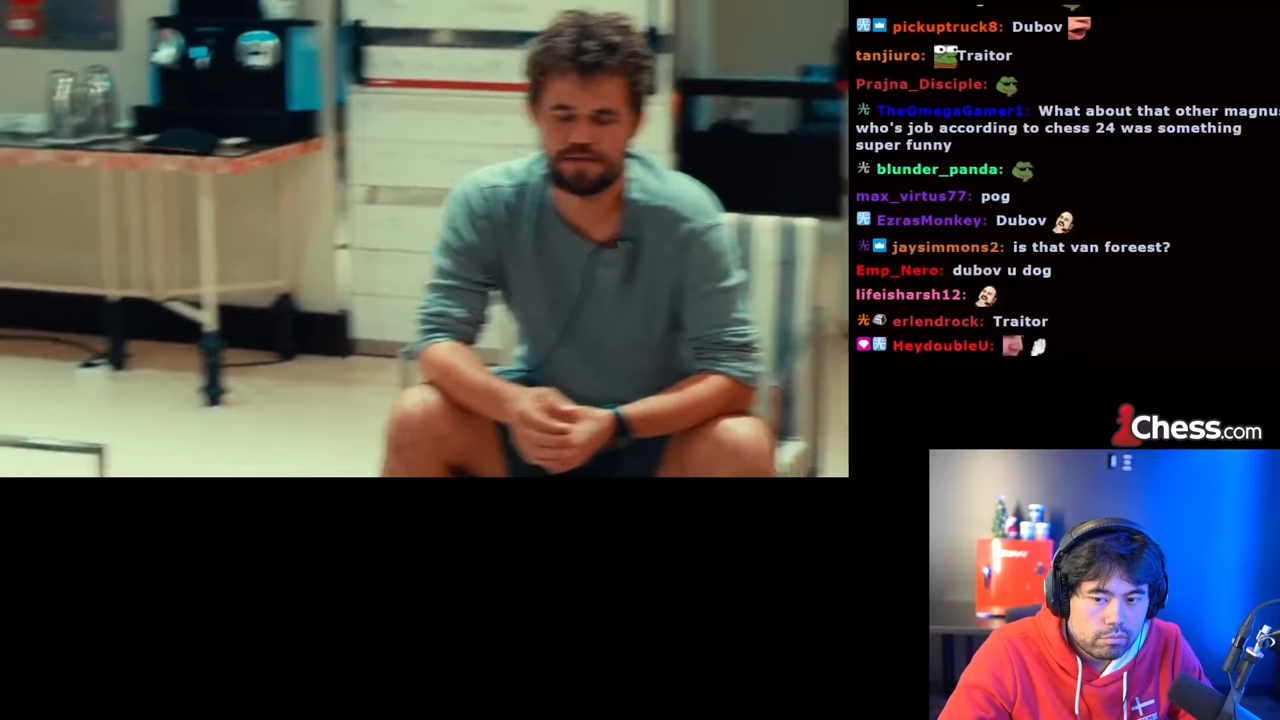 pickuptruck8: Dubov
tanjiuro: Traitor
Prajna_Disciple:
TheOmegaGamer1: What about that other magnu
who's job according to chess 24 was something
super funny
blunder_panda:
max_virtus77: pog
EzrasMonkey: Dubov
jaysimmons2: is that van foreest?
Emp_Nero: dubov u dog
lifeisharsh12:
erlendrock: Traitor
HeydoubleU:
Chess.com